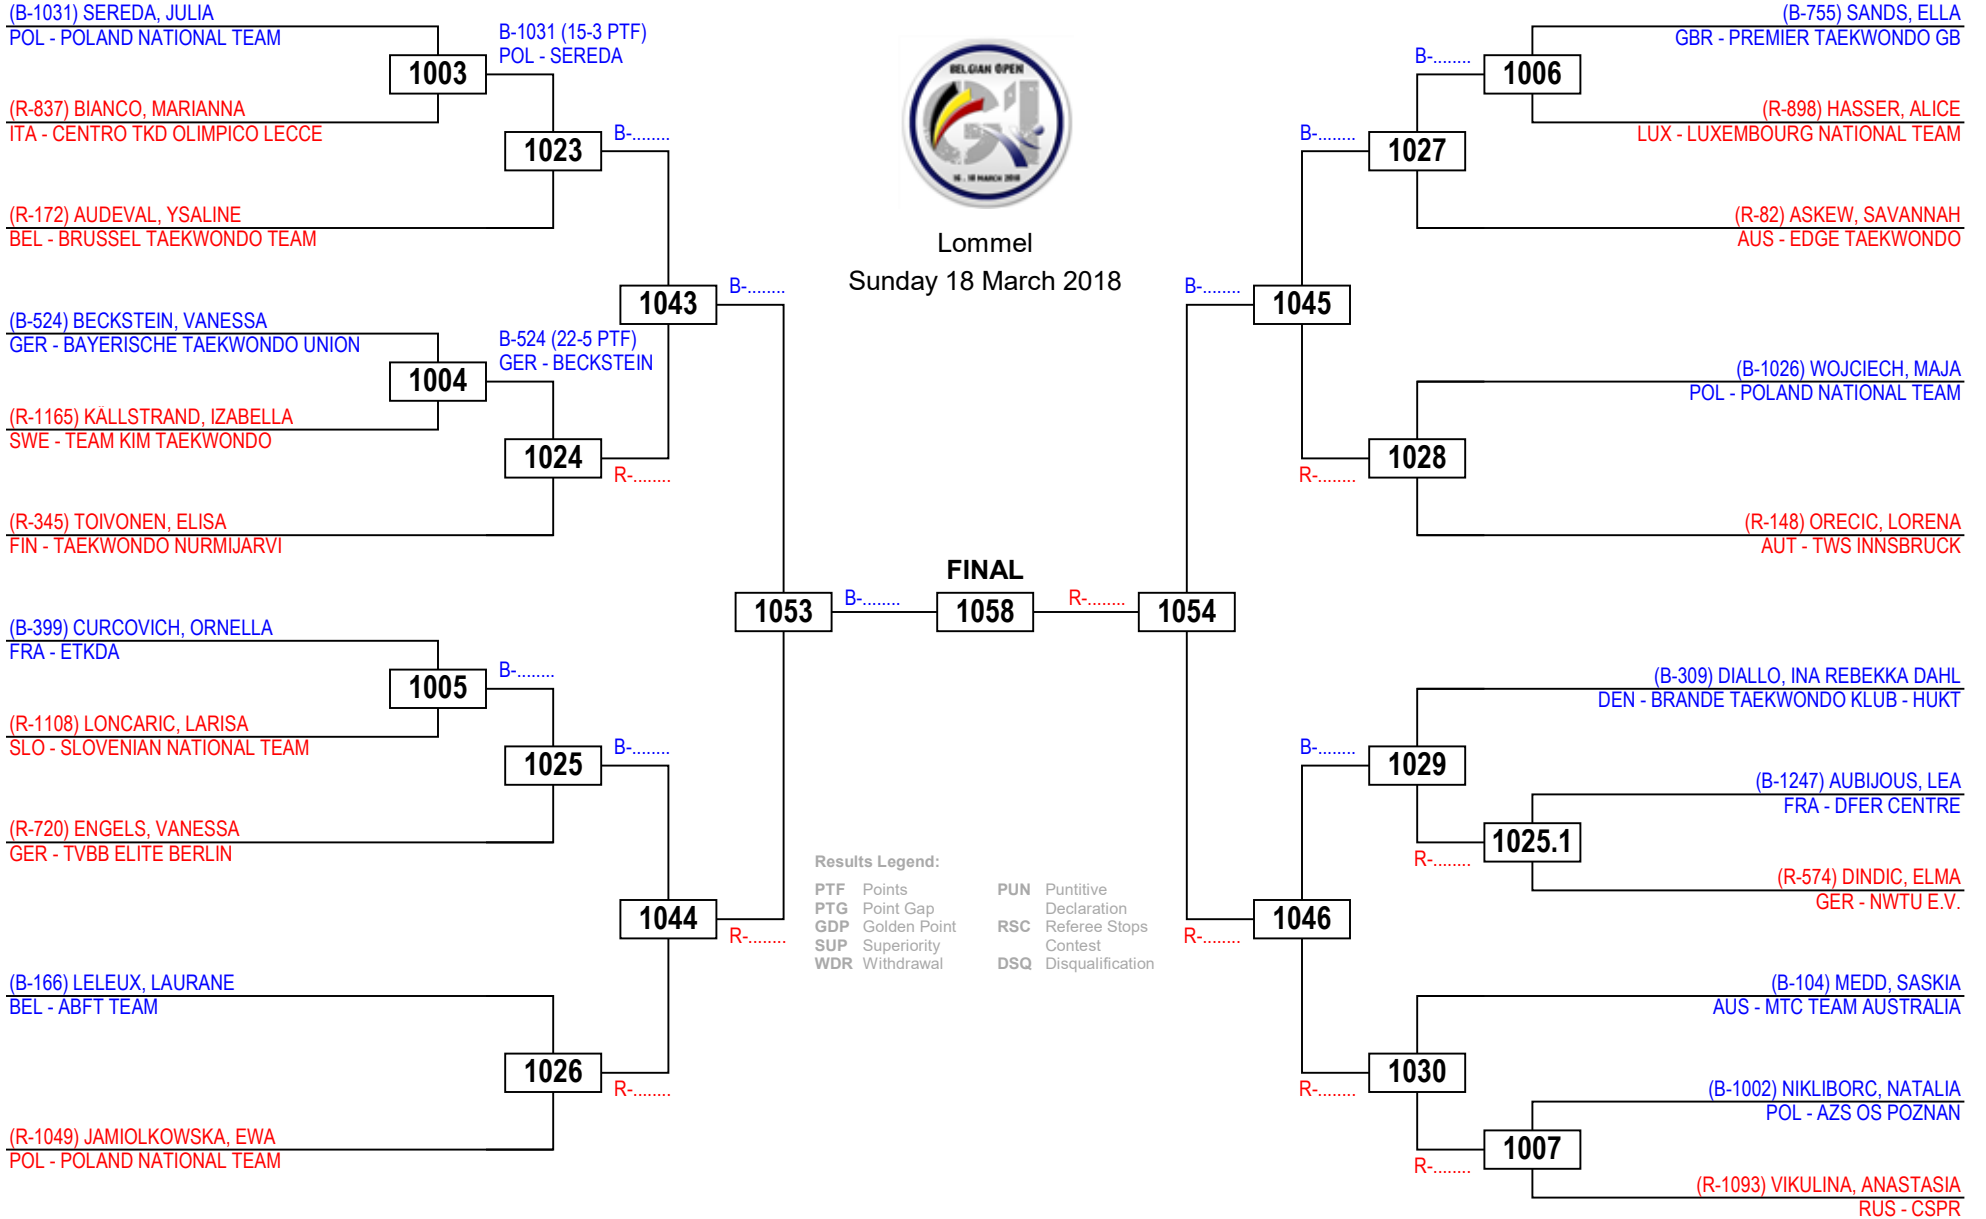 (B-1031) SEREDA, JULIA
POL - POLAND NATIONAL TEAM
1003
B-1031 (15-3 PTF)
POL - SEREDA
(R-837) BIANCO, MARIANNA
ITA - CENTRO TKD OLIMPICO LECCE
1023
B-........
(R-172) AUDEVAL, YSALINE
BEL - BRUSSEL TAEKWONDO TEAM
1043
B-........
(B-524) BECKSTEIN, VANESSA
GER - BAYERISCHE TAEKWONDO UNION
1004
B-524 (22-5 PTF)
GER - BECKSTEIN
(R-1165) KÄLLSTRAND, IZABELLA
SWE - TEAM KIM TAEKWONDO
1024
R-........
(R-345) TOIVONEN, ELISA
FIN - TAEKWONDO NURMIJARVI
1053
B-........
(B-399) CURCOVICH, ORNELLA
FRA - ETKDA
1005
B-........
(R-1108) LONCARIC, LARISA
SLO - SLOVENIAN NATIONAL TEAM
1025
B-........
(R-720) ENGELS, VANESSA
GER - TVBB ELITE BERLIN
1044
R-........
(B-166) LELEUX, LAURANE
BEL - ABFT TEAM
1026
R-........
(R-1049) JAMIOLKOWSKA, EWA
POL - POLAND NATIONAL TEAM
BELGIAN OPEN
G1
16 - 18 MARCH 2018
Lommel
Sunday 18 March 2018
FINAL
1058
Results Legend:
PTF Points
PTG Point Gap
GDP Golden Point
SUP Superiority
WDR Withdrawal
PUN Puntitive
Declaration
RSC Referee Stops
Contest
DSQ Disqualification
(B-755) SANDS, ELLA
GBR - PREMIER TAEKWONDO GB
B-........
1006
(R-898) HASSER, ALICE
LUX - LUXEMBOURG NATIONAL TEAM
B-........
1027
(R-82) ASKEW, SAVANNAH
AUS - EDGE TAEKWONDO
B-........
1045
(B-1026) WOJCIECH, MAJA
POL - POLAND NATIONAL TEAM
R-........
1028
(R-148) ORECIC, LORENA
AUT - TWS INNSBRUCK
R-........
1054
(B-309) DIALLO, INA REBEKKA DAHL
DEN - BRANDE TAEKWONDO KLUB - HUKT
B-........
1029
(B-1247) AUBIJOUS, LEA
FRA - DFER CENTRE
R-........
1025.1
(R-574) DINDIC, ELMA
GER - NWTU E.V.
R-........
1046
(B-104) MEDD, SASKIA
AUS - MTC TEAM AUSTRALIA
R-........
1030
(B-1002) NIKLIBORC, NATALIA
POL - AZS OS POZNAN
R-........
1007
(R-1093) VIKULINA, ANASTASIA
RUS - CSPR